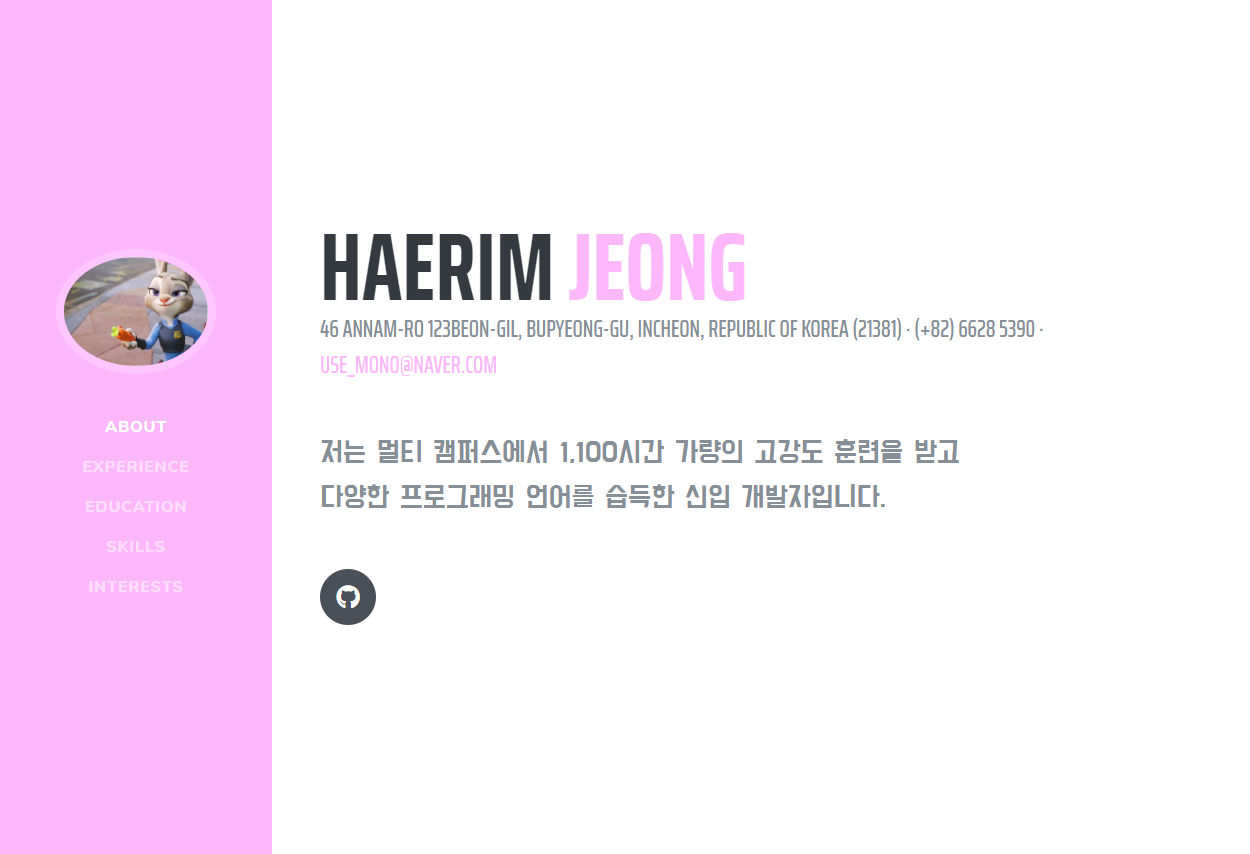 ABOUT
EXPERIENCE
EDUCATION
SKILLS
INTERESTS
HAERIM JEONG
46 ANNAM-RO 123BEON-GIL, BUPYEONG-GU, INCHEON, REPUBLIC OF KOREA (21381) · (+82) 6628 5390 ·
USE_MONO@NAVER.COM
저는 멀티 캠퍼스에서 1,100시간 가량의 고강도 훈련을 받고
다양한 프로그래밍 언어를 습득한 신입 개발자입니다.